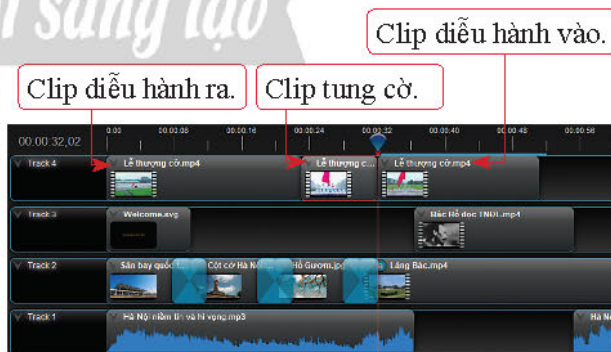 n sáng tạo
Clip diễu hành vào.
Clip diễu hành ra. Clip tung cờ.
00:00:32,02 0.00 00:00:08 00:00:16 00:00:24 00:00:32 00:00:40 00:00:48 00:00:56
Track 4 Lễ thượng cờ.mp4 Lễ thượng c... Lễ thượng cờ.mp4
Track 3 Welcome.svg Bác Hồ đọc TNĐL.mp4
Track 2 Sân bay quốc Cột cờ Hà N Hồ Gươm.jpg Lăng Bác.mp4
Track 1 Hà Nội niềm tin và hi vọng.mp3 Hà N